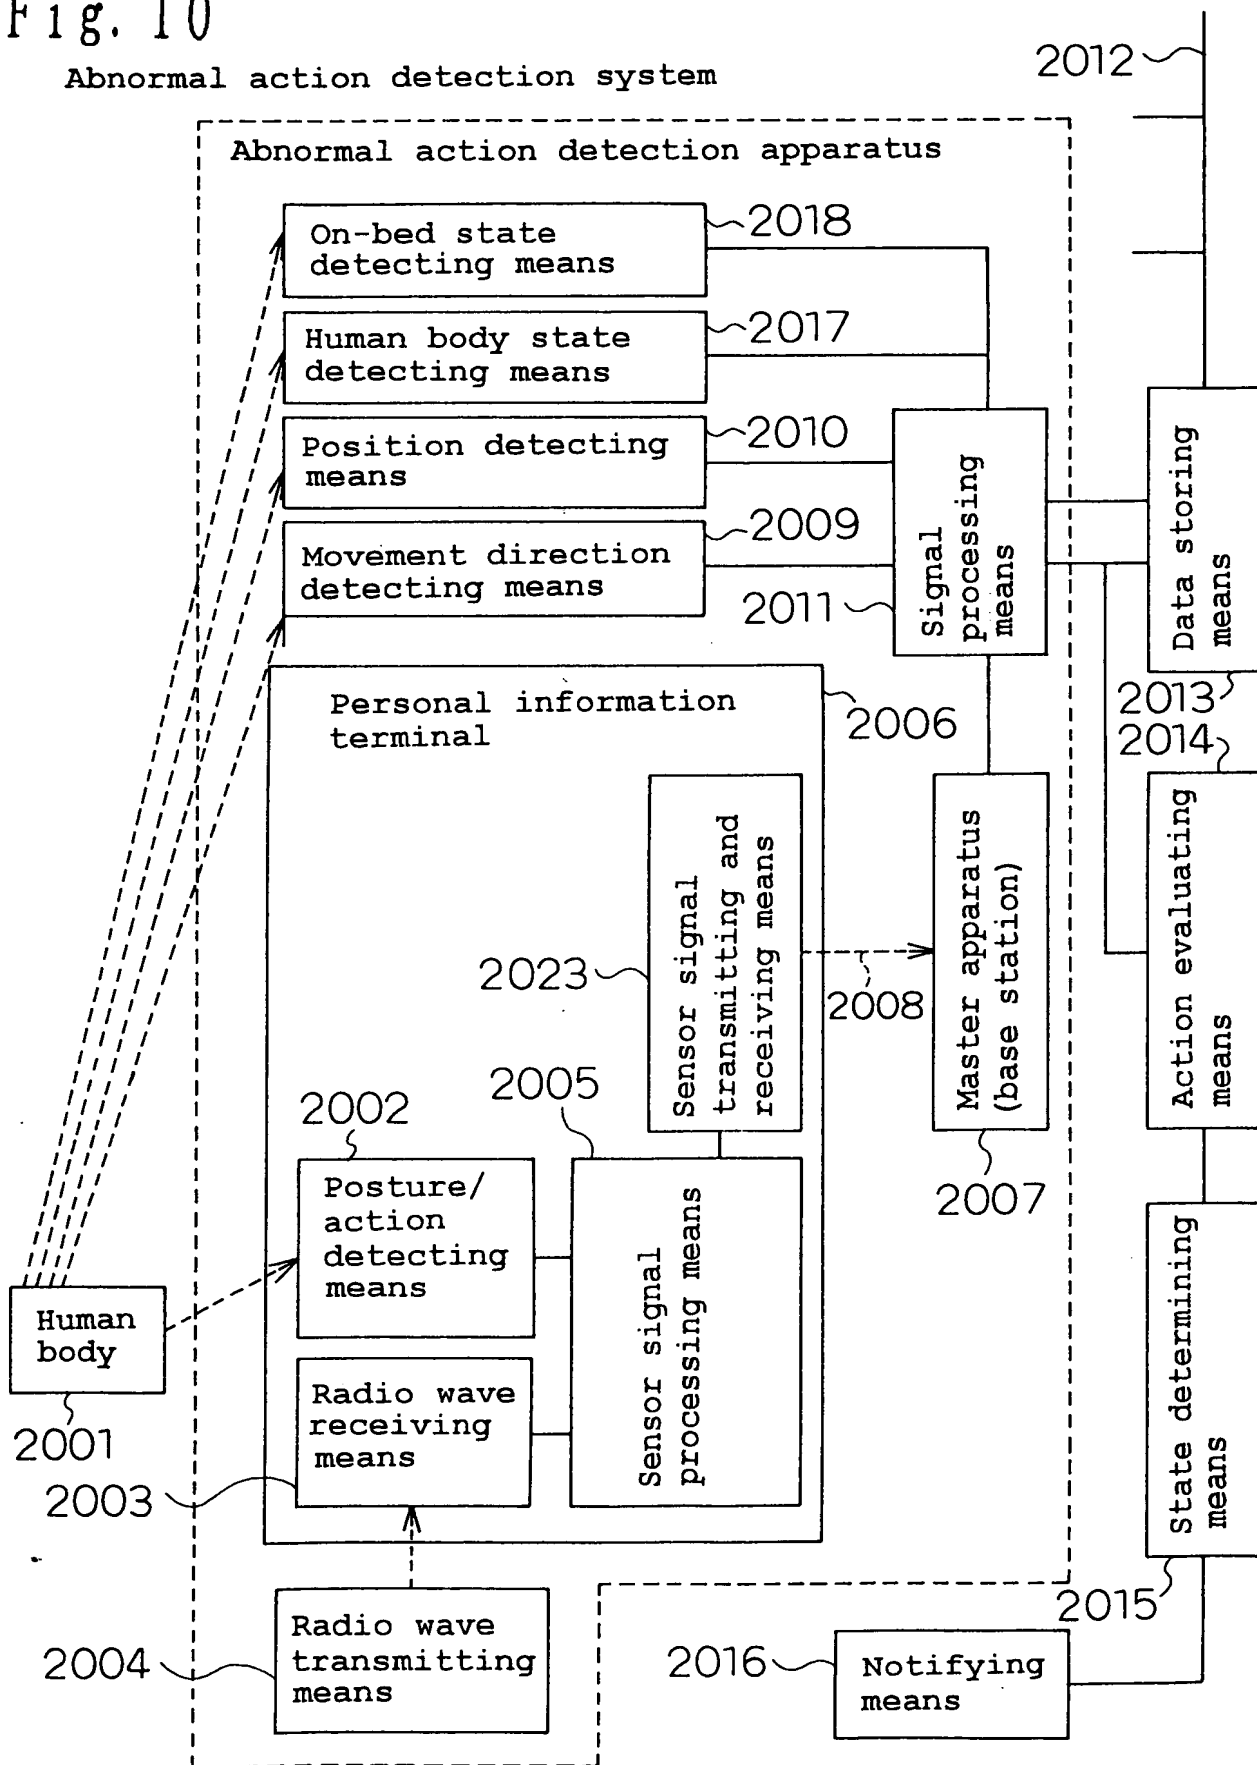 Fig. 10
2012
Abnormal action detection system
Abnormal action detection apparatus
On-bed state
detecting means
2018
Human body state
detecting means
2017
Position detecting
means
2010
Movement direction
detecting means
2009
2011
Signal
processing
means
Data storing
means
2013
Personal information
terminal
2006
2014
Sensor signal
transmitting and
receiving means
2023
2008
Master apparatus
(base station)
2007
Action evaluating
means
2002
2005
Posture/
action
detecting
means
Sensor signal
processing means
Human
body
2001
Radio wave
receiving
means
2003
State determining
means
2015
Radio wave
transmitting
means
2004
2016
Notifying
means